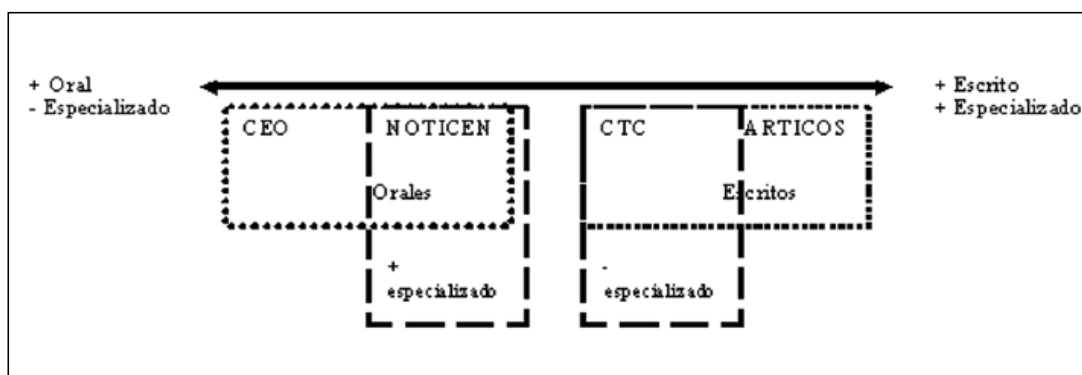 + Oral
- Especializado
+ Escrito
+ Especializado
CEO
NOTICEN
CTC
ARTICOS
Orales
Escritos
+
especializado
-
especializado